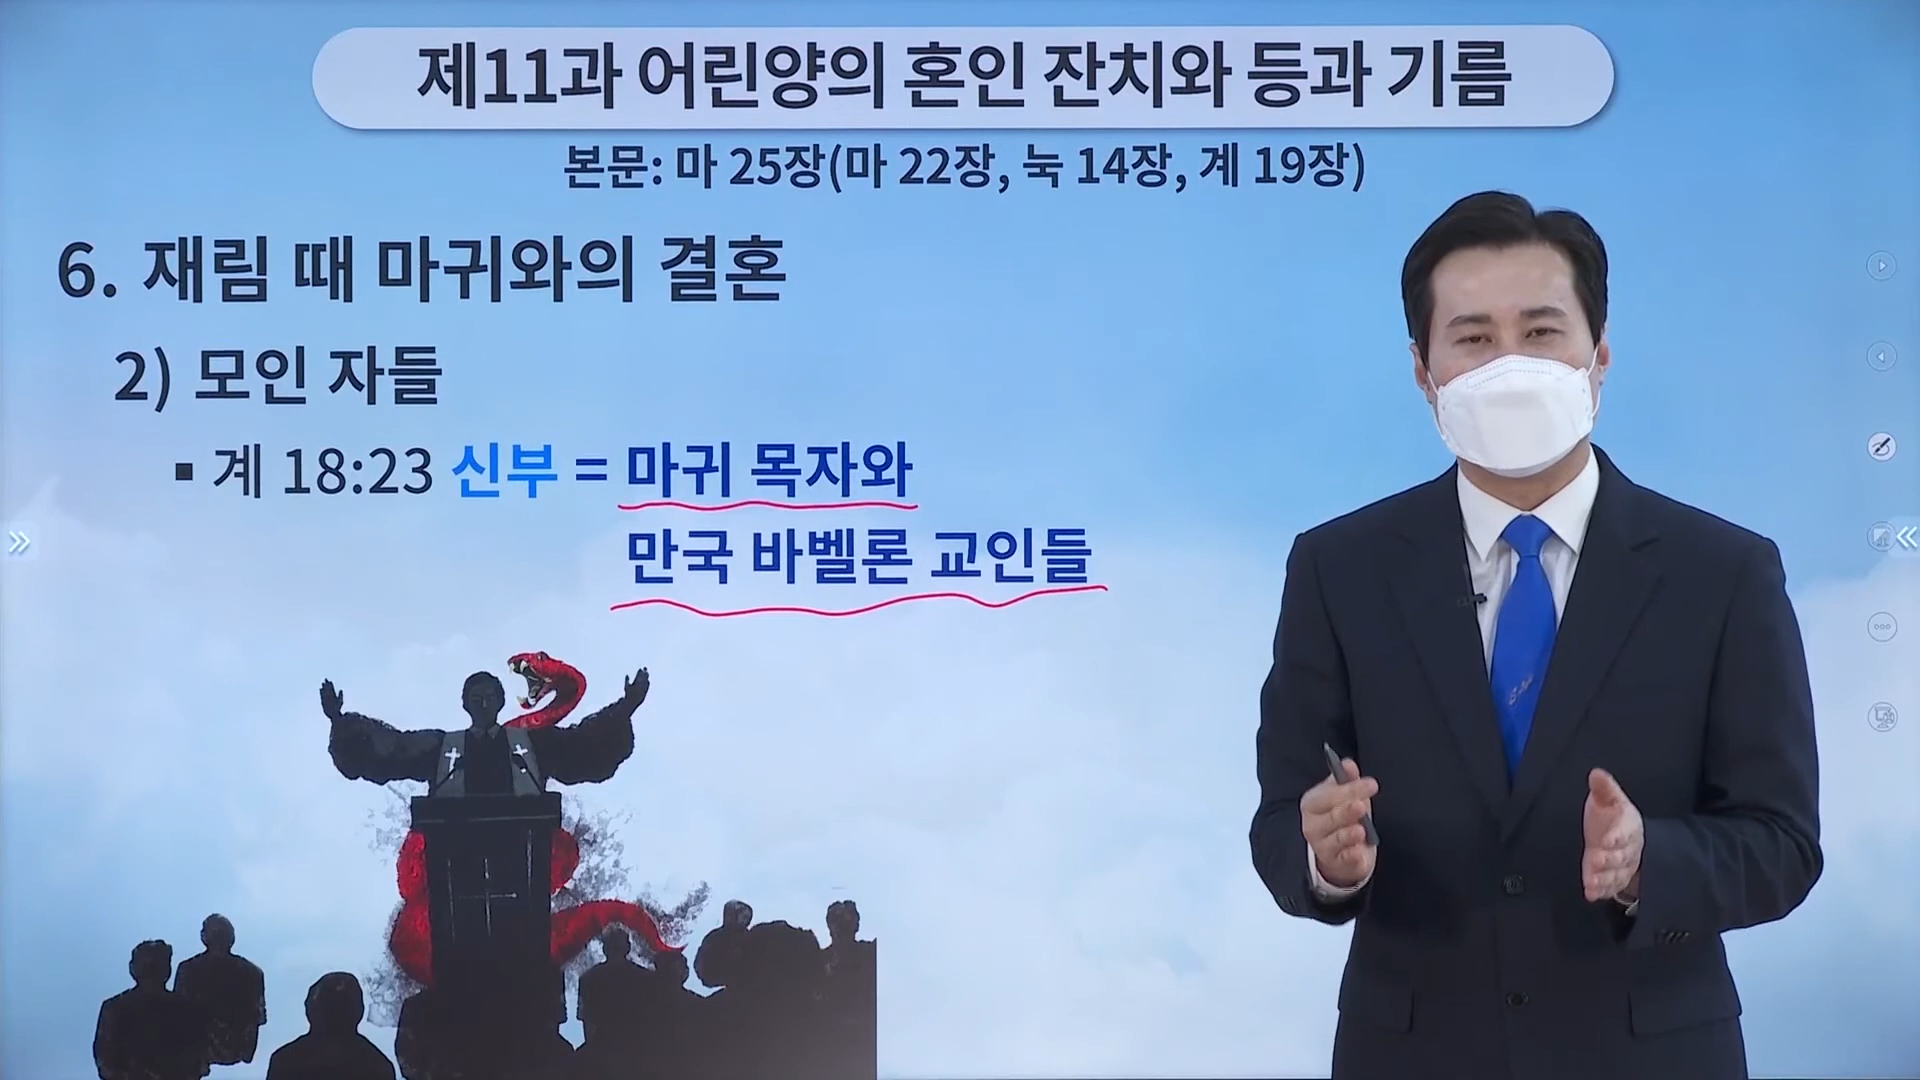 제11과 어린양의 혼인 잔치와 등과 기름
본문: 마 25장(마 22장, 눅 14장, 계 19장)
6. 재림 때 마귀와의 결혼
2) 모인 자들
▪ 계 18:23 신부 = 마귀 목자와
만국 바벨론 교인들